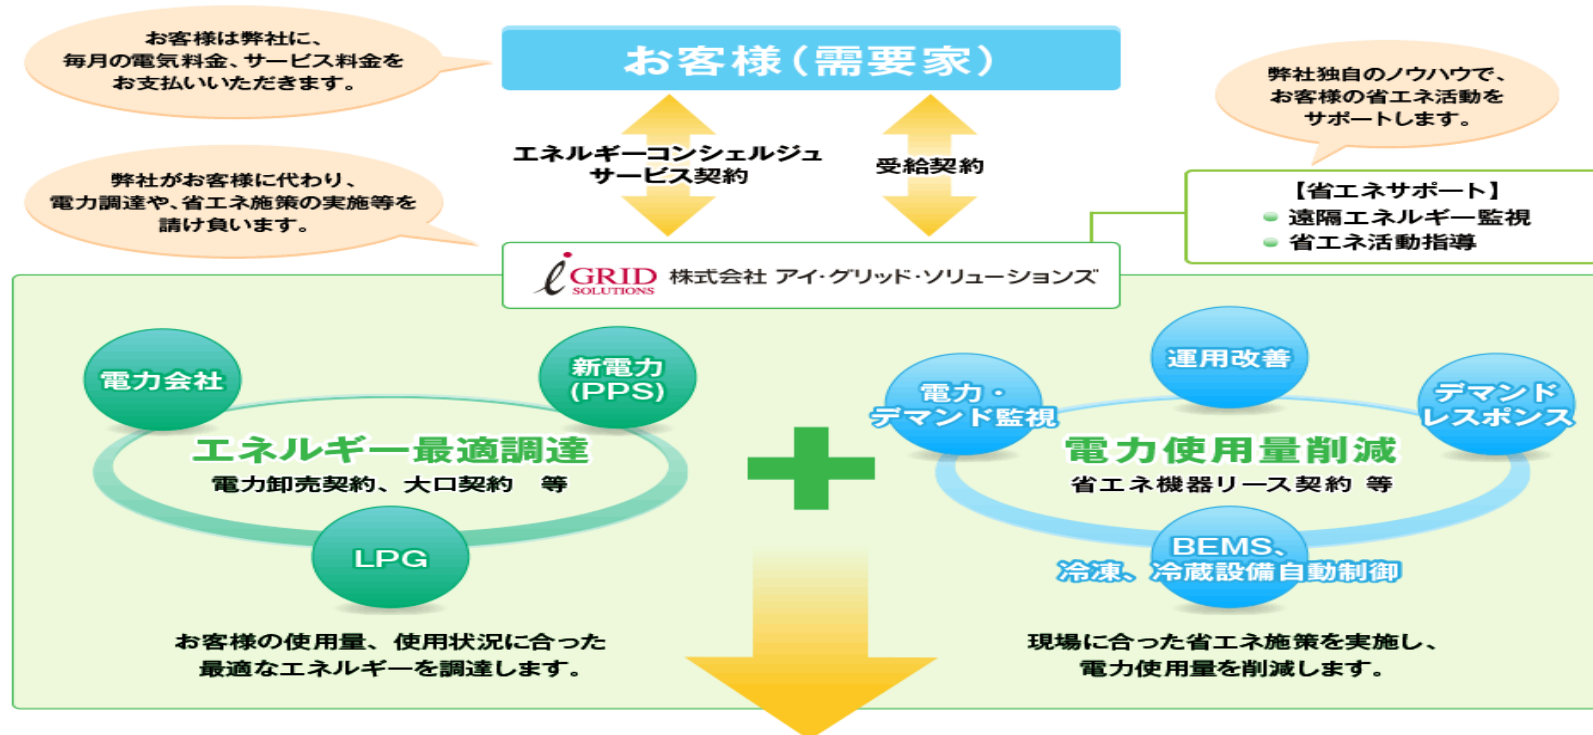 お客様は弊社に、
毎月の電気料金、サービス料金を
お支払いいただきます。
お客様（需要家）
弊社独自のノウハウで、
お客様の省エネ活動を
サポートします。
エネルギーコンシェルジュ
サービス契約
受給契約
弊社がお客様に代わり、
電力調達や、省エネ施策の実施等を
請け負います。
【省エネサポート】
● 遠隔エネルギー監視
● 省エネ活動指導
i GRID
SOLUTIONS
株式会社 アイ・グリッド・ソリューションズ
電力会社
新電力
(PPS)
エネルギー最適調達
電力卸売契約、大口契約　等
LPG
お客様の使用量、使用状況に合った
最適なエネルギーを調達します。
運用改善
電力・
デマンド監視
デマンド
レスポンス
電力使用量削減
省エネ機器リース契約 等
BEMS、
冷凍、冷蔵設備自動制御
現場に合った省エネ施策を実施し、
電力使用量を削減します。